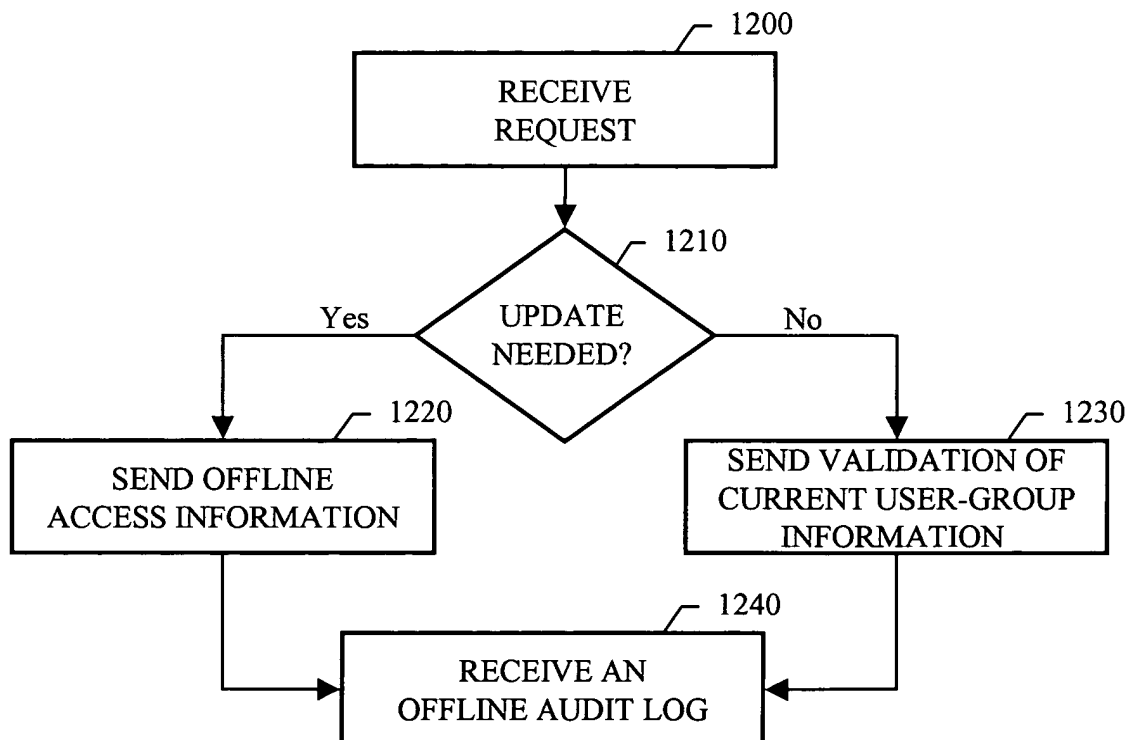 1200
RECEIVE
REQUEST
1210
UPDATE
NEEDED?
Yes
No
1220
SEND OFFLINE
ACCESS INFORMATION
1230
SEND VALIDATION OF
CURRENT USER-GROUP
INFORMATION
1240
RECEIVE AN
OFFLINE AUDIT LOG